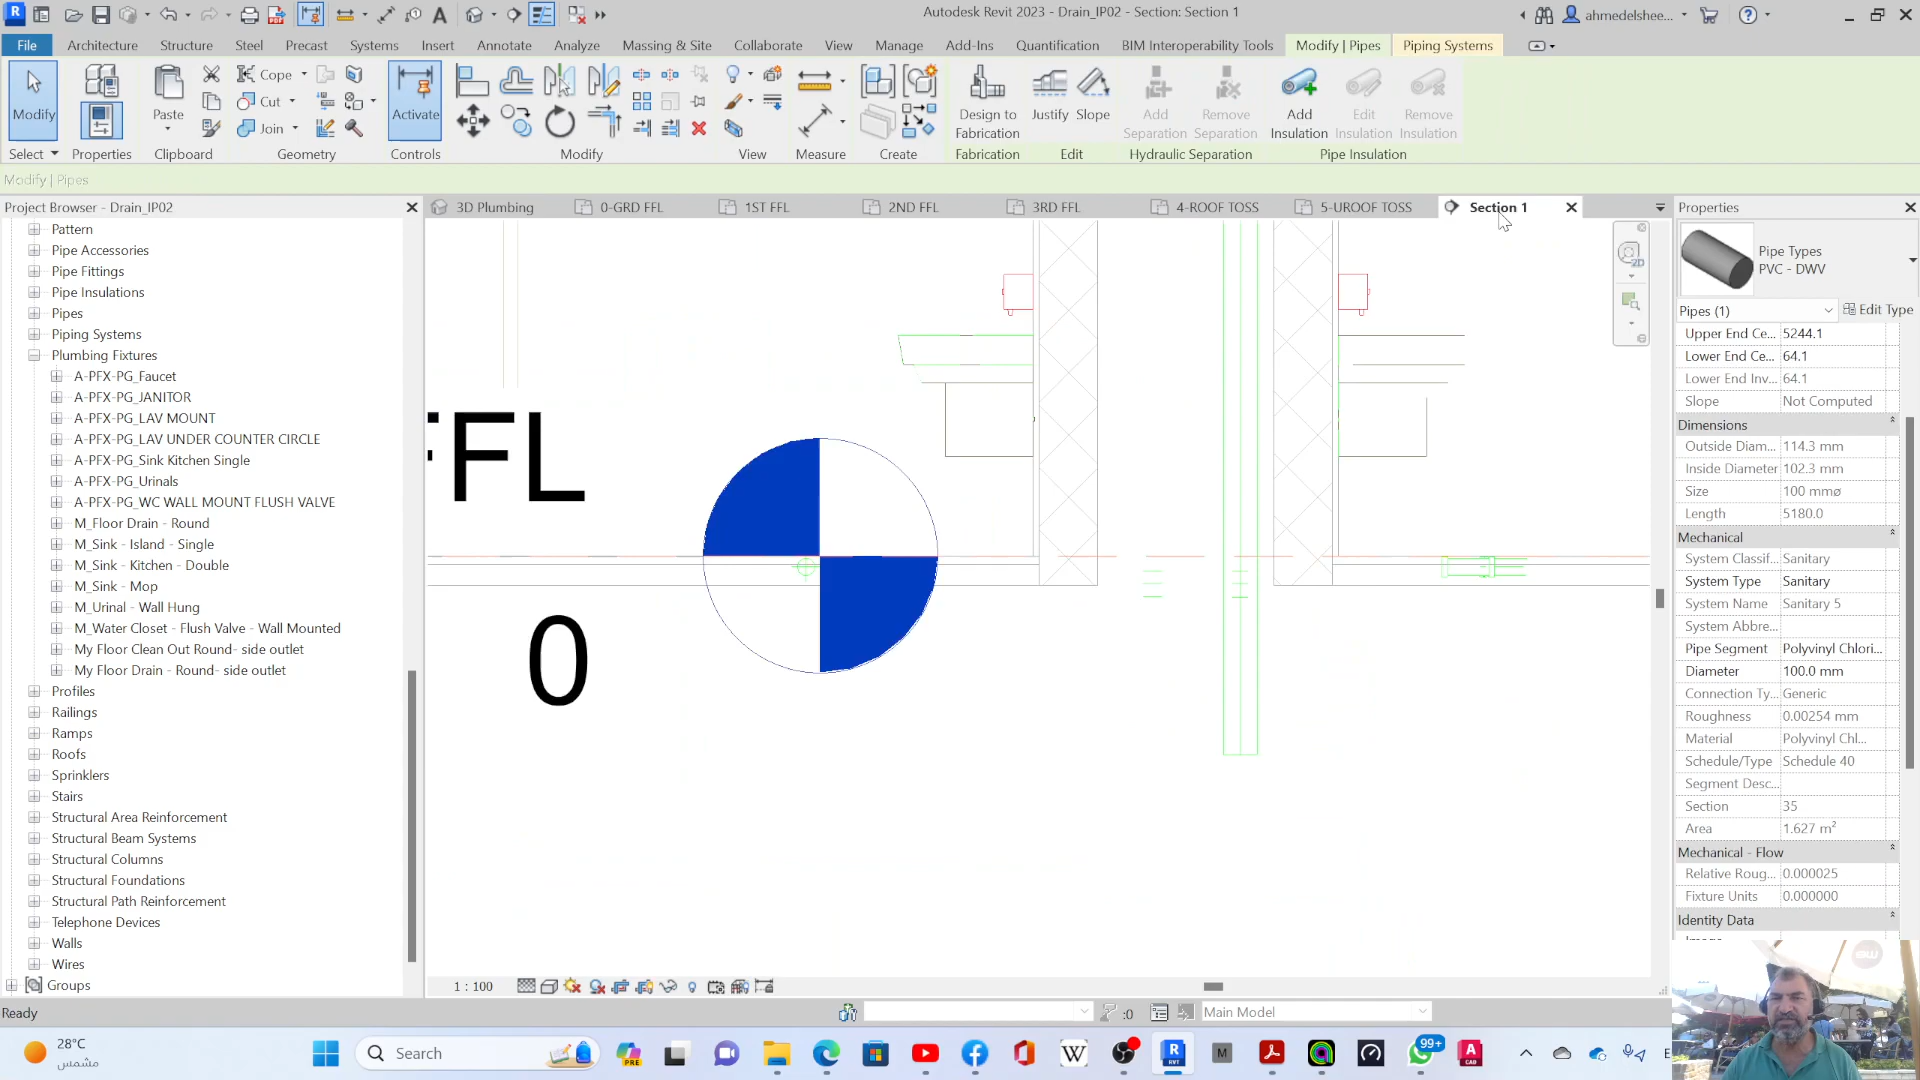 Autodesk Revit 2023 - Drain_IP02 - Section: Section 1
ahmedelshee...
File Architecture Structure Steel Precast Systems Insert Annotate Analyze Massing & Site Collaborate View Manage Add-Ins Quantification BIM Interoperability Tools Modify | Pipes Piping Systems
Modify
Paste
Cope
Cut
Join
Activate
Design to Fabrication
Justify
Slope
Add Separation
Remove Separation
Add Insulation
Edit Insulation
Remove Insulation
Select Properties Clipboard Geometry Controls Modify View Measure Create Fabrication Edit Hydraulic Separation Pipe Insulation
Modify | Pipes
Project Browser - Drain_IP02
3D Plumbing
0-GRD FFL
1ST FFL
2ND FFL
3RD FFL
4-ROOF TOSS
5-UROOF TOSS
Section 1
Pattern
Pipe Accessories
Pipe Fittings
Pipe Insulations
Pipes
Piping Systems
Plumbing Fixtures
A-PFX-PG_Faucet
A-PFX-PG_JANITOR
A-PFX-PG_LAV MOUNT
A-PFX-PG_LAV UNDER COUNTER CIRCLE
A-PFX-PG_Sink Kitchen Single
A-PFX-PG_Urinals
A-PFX-PG_WC WALL MOUNT FLUSH VALVE
M_Floor Drain - Round
M_Sink - Island - Single
M_Sink - Kitchen - Double
M_Sink - Mop
M_Urinal - Wall Hung
M_Water Closet - Flush Valve - Wall Mounted
My Floor Clean Out Round- side outlet
My Floor Drain - Round- side outlet
Profiles
Railings
Ramps
Roofs
Sprinklers
Stairs
Structural Area Reinforcement
Structural Beam Systems
Structural Columns
Structural Foundations
Structural Path Reinforcement
Telephone Devices
Walls
Wires
Groups
FFL
0
1 : 100
Properties
Pipe Types
PVC - DWV
Pipes (1)
Edit Type
Upper End Ce... 5244.1
Lower End Ce... 64.1
Lower End Inv... 64.1
Slope Not Computed
Dimensions
Outside Diam... 114.3 mm
Inside Diameter 102.3 mm
Size 100 mmø
Length 5180.0
Mechanical
System Classif... Sanitary
System Type Sanitary
System Name Sanitary 5
System Abbre...
Pipe Segment Polyvinyl Chlori...
Diameter 100.0 mm
Connection Ty... Generic
Roughness 0.00254 mm
Material Polyvinyl Chl...
Schedule/Type Schedule 40
Segment Desc...
Section 35
Area 1.627 m²
Mechanical - Flow
Relative Roug... 0.000025
Fixture Units 0.000000
Identity Data
Ready
:0
Main Model
28°C
مشمس
Search
PRE
99+